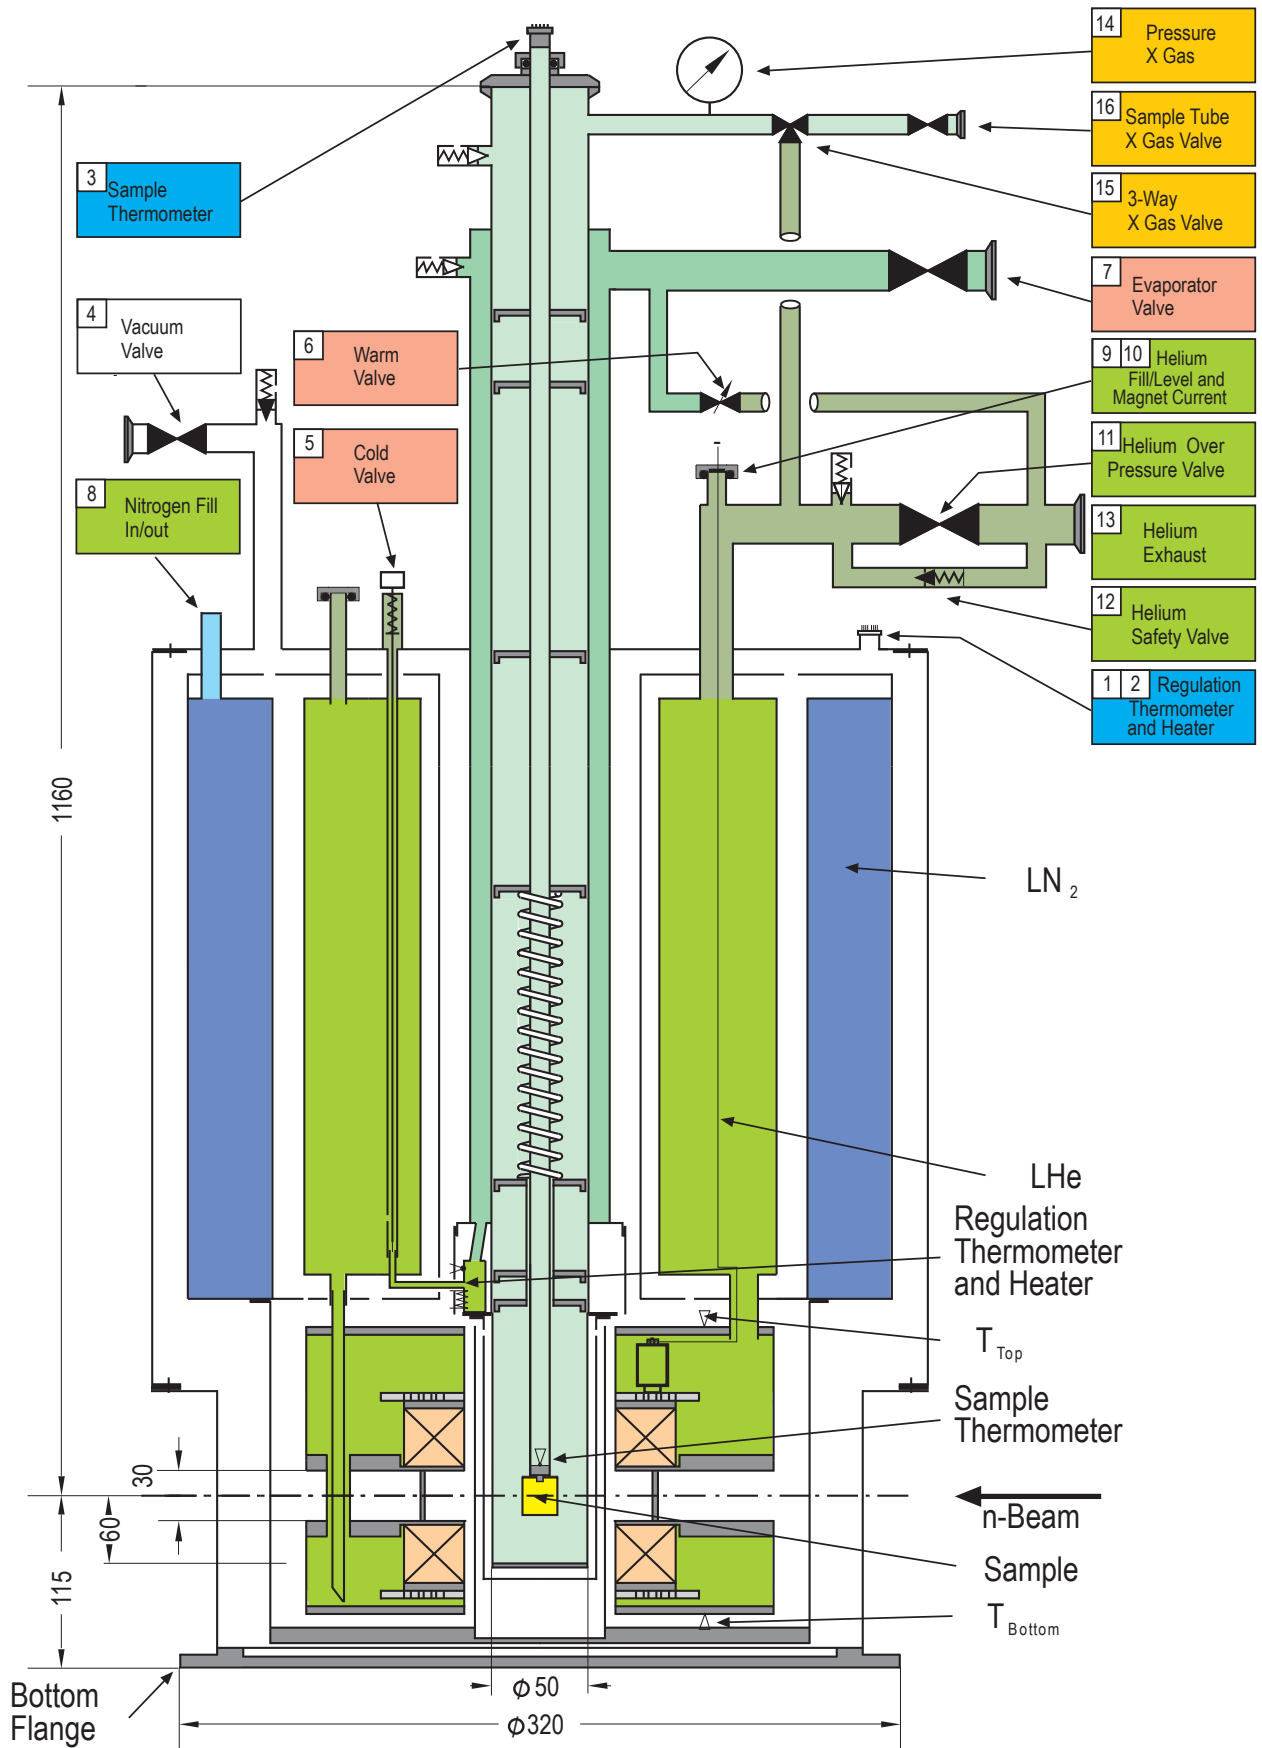 14 Pressure
X Gas
16 Sample Tube
X Gas Valve
15 3-Way
X Gas Valve
3 Sample
Thermometer
7 Evaporator
Valve
4 Vacuum
Valve
6 Warm
Valve
9 10 Helium
Fill/Level and
Magnet Current
5 Cold
Valve
11 Helium Over
Pressure Valve
8 Nitrogen Fill
In/out
13 Helium
Exhaust
12 Helium
Safety Valve
1 2 Regulation
Thermometer
and Heater
1160
LN 2
LHe
Regulation
Thermometer
and Heater
T Top
Sample
Thermometer
30
n-Beam
60
Sample
115
T Bottom
Bottom
Flange
ϕ 50
ϕ320